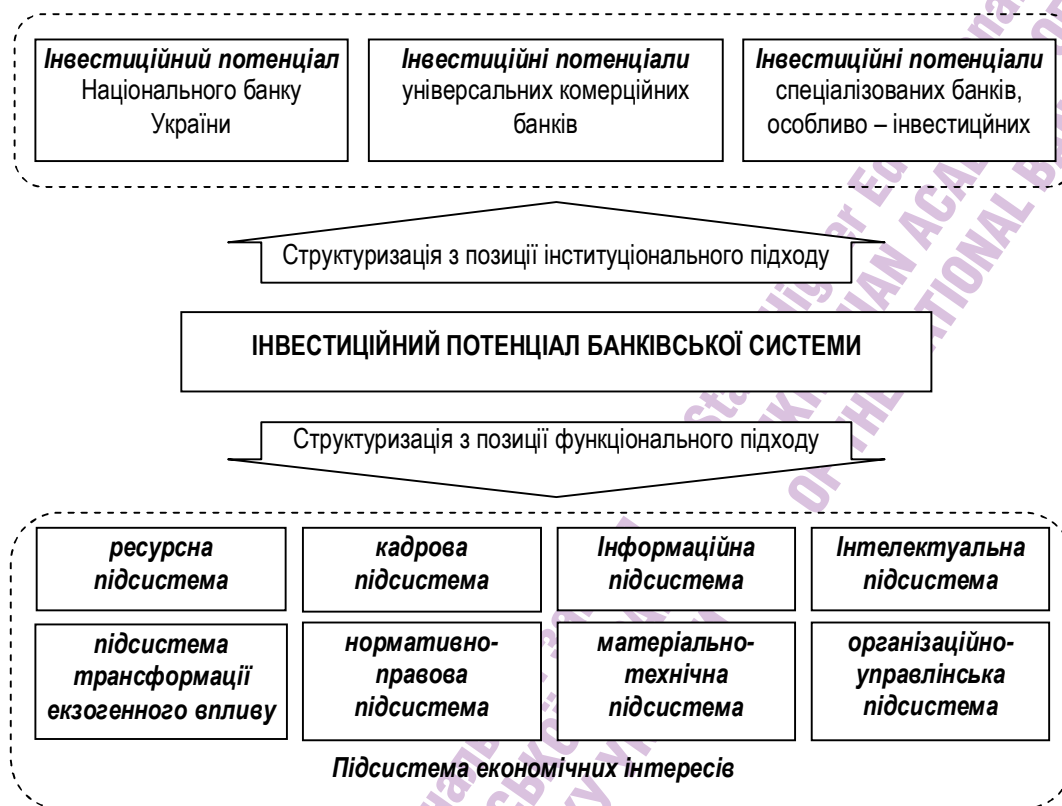 Інвестиційний потенціал
Національного банку
України
Інвестиційні потенціали
універсальних комерційних
банків
Інвестиційні потенціали
спеціалізованих банків,
особливо – інвестицйних
Структуризація з позиції інституціонального підходу
ІНВЕСТИЦІЙНИЙ ПОТЕНЦІАЛ БАНКІВСЬКОЇ СИСТЕМИ
Структуризація з позиції функціонального підходу
ресурсна
підсистема
кадрова
підсистема
Інформаційна
підсистема
Інтелектуальна
підсистема
підсистема
трансформації
екзогенного впливу
нормативно-
правова
підсистема
матеріально-
технічна
підсистема
організаційно-
управлінська
підсистема
Підсистема економічних інтересів